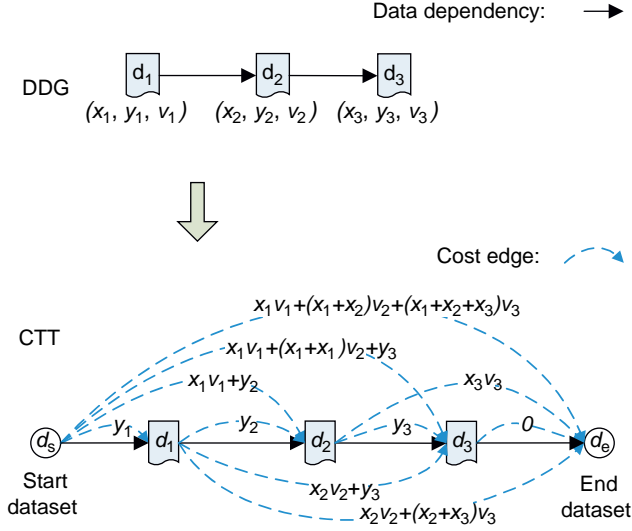 Data dependency:
DDG
d₁ d₂ d₃
(x₁, y₁, v₁) (x₂, y₂, v₂) (x₃, y₃, v₃)
Cost edge:
x₁v₁+(x₁+x₂)v₂+(x₁+x₂+x₃)v₃
CTT
x₁v₁+(x₁+x₁)v₂+y₃
x₁v₁+y₂ x₃v₃
dₛ y₁ d₁ y₂ d₂ y₃ d₃ 0 dₑ
Start
dataset
End
dataset
x₂v₂+y₃
x₂v₂+(x₂+x₃)v₃